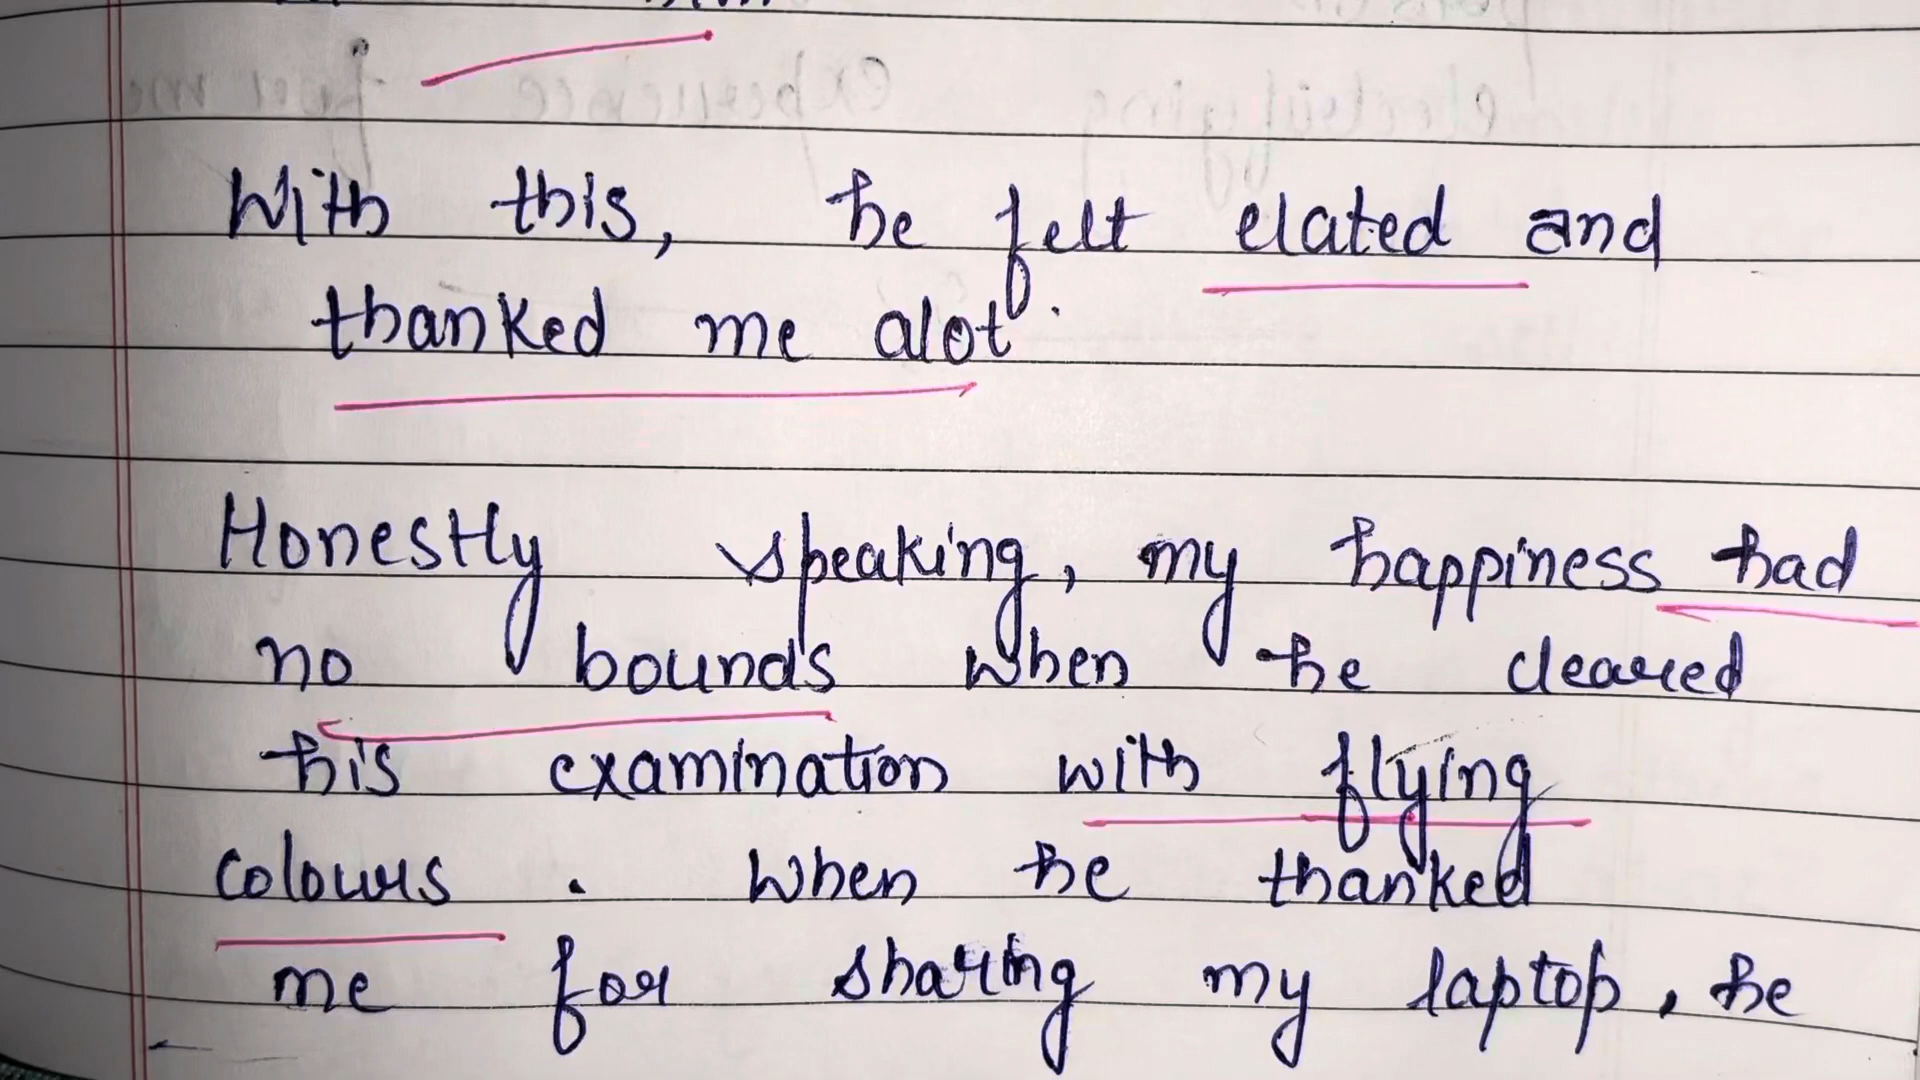 With this, he felt elated and
thanked me alot.
Honestly speaking, my happiness had
no bounds when he cleared
his examination with flying
colours. When he thanked
me for sharing my laptop, he